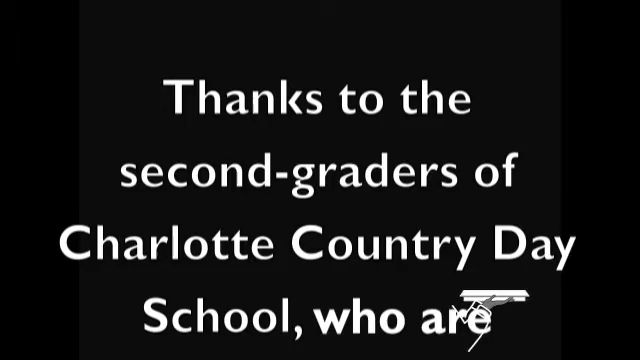 Thanks to the
second-graders of
Charlotte Country Day
School, who are